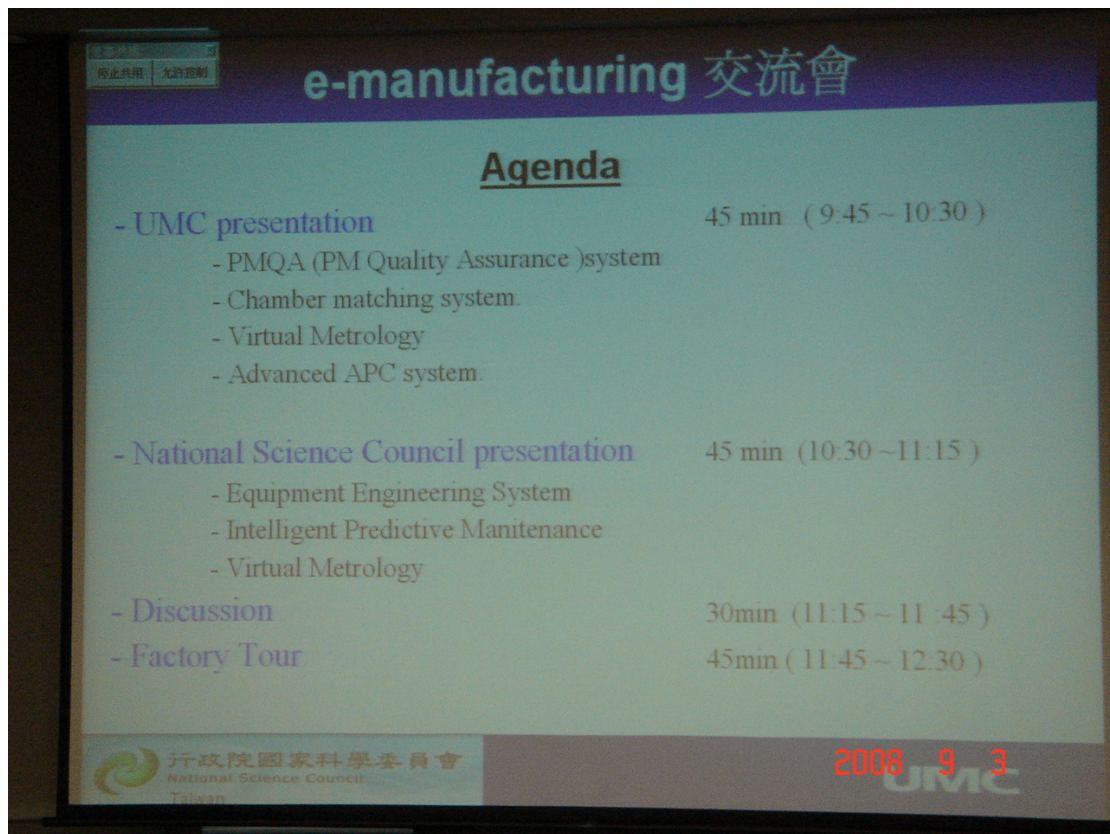 停止共用 允許控制
e-manufacturing 交流會
Agenda
- UMC presentation 45 min ( 9:45 ~ 10:30 )
- PMQA (PM Quality Assurance )system
- Chamber matching system.
- Virtual Metrology
- Advanced APC system.
- National Science Council presentation 45 min (10:30 ~11:15 )
- Equipment Engineering System
- Intelligent Predictive Manitenance
- Virtual Metrology
- Discussion 30min (11:15 ~ 11 :45 )
- Factory Tour 45min ( 11:45 ~ 12:30 )
行政院國家科學委員會
National Science Council
Taiwan
2008 9 3
UMC